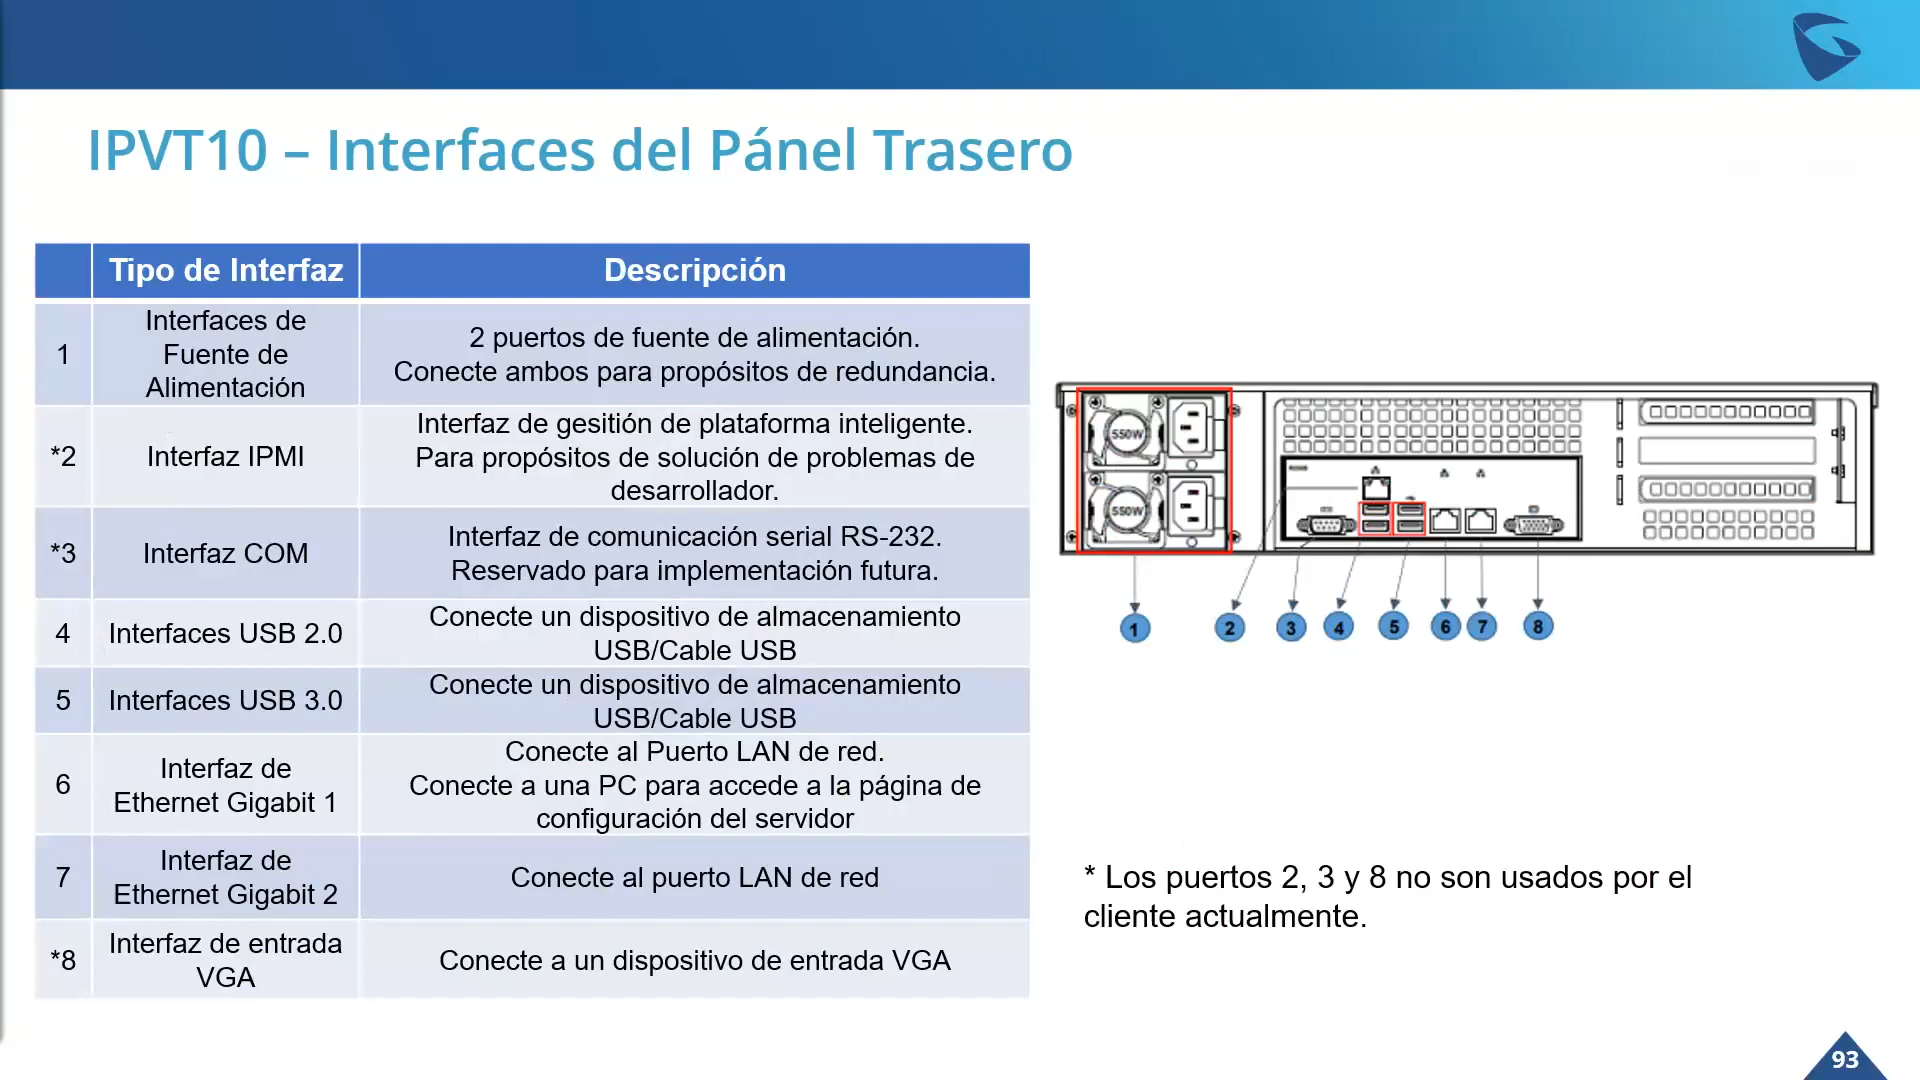 IPVT10 – Interfaces del Pánel Trasero
Tipo de Interfaz
Descripción
1
Interfaces de
Fuente de
Alimentación
2 puertos de fuente de alimentación.
Conecte ambos para propósitos de redundancia.
*2
Interfaz IPMI
Interfaz de gesitión de plataforma inteligente.
Para propósitos de solución de problemas de
desarrollador.
*3
Interfaz COM
Interfaz de comunicación serial RS-232.
Reservado para implementación futura.
4
Interfaces USB 2.0
Conecte un dispositivo de almacenamiento
USB/Cable USB
5
Interfaces USB 3.0
Conecte un dispositivo de almacenamiento
USB/Cable USB
6
Interfaz de
Ethernet Gigabit 1
Conecte al Puerto LAN de red.
Conecte a una PC para accede a la página de
configuración del servidor
7
Interfaz de
Ethernet Gigabit 2
Conecte al puerto LAN de red
*8
Interfaz de entrada
VGA
Conecte a un dispositivo de entrada VGA
550W
550W
1
2
3
4
5
6
7
8
* Los puertos 2, 3 y 8 no son usados por el
cliente actualmente.
93